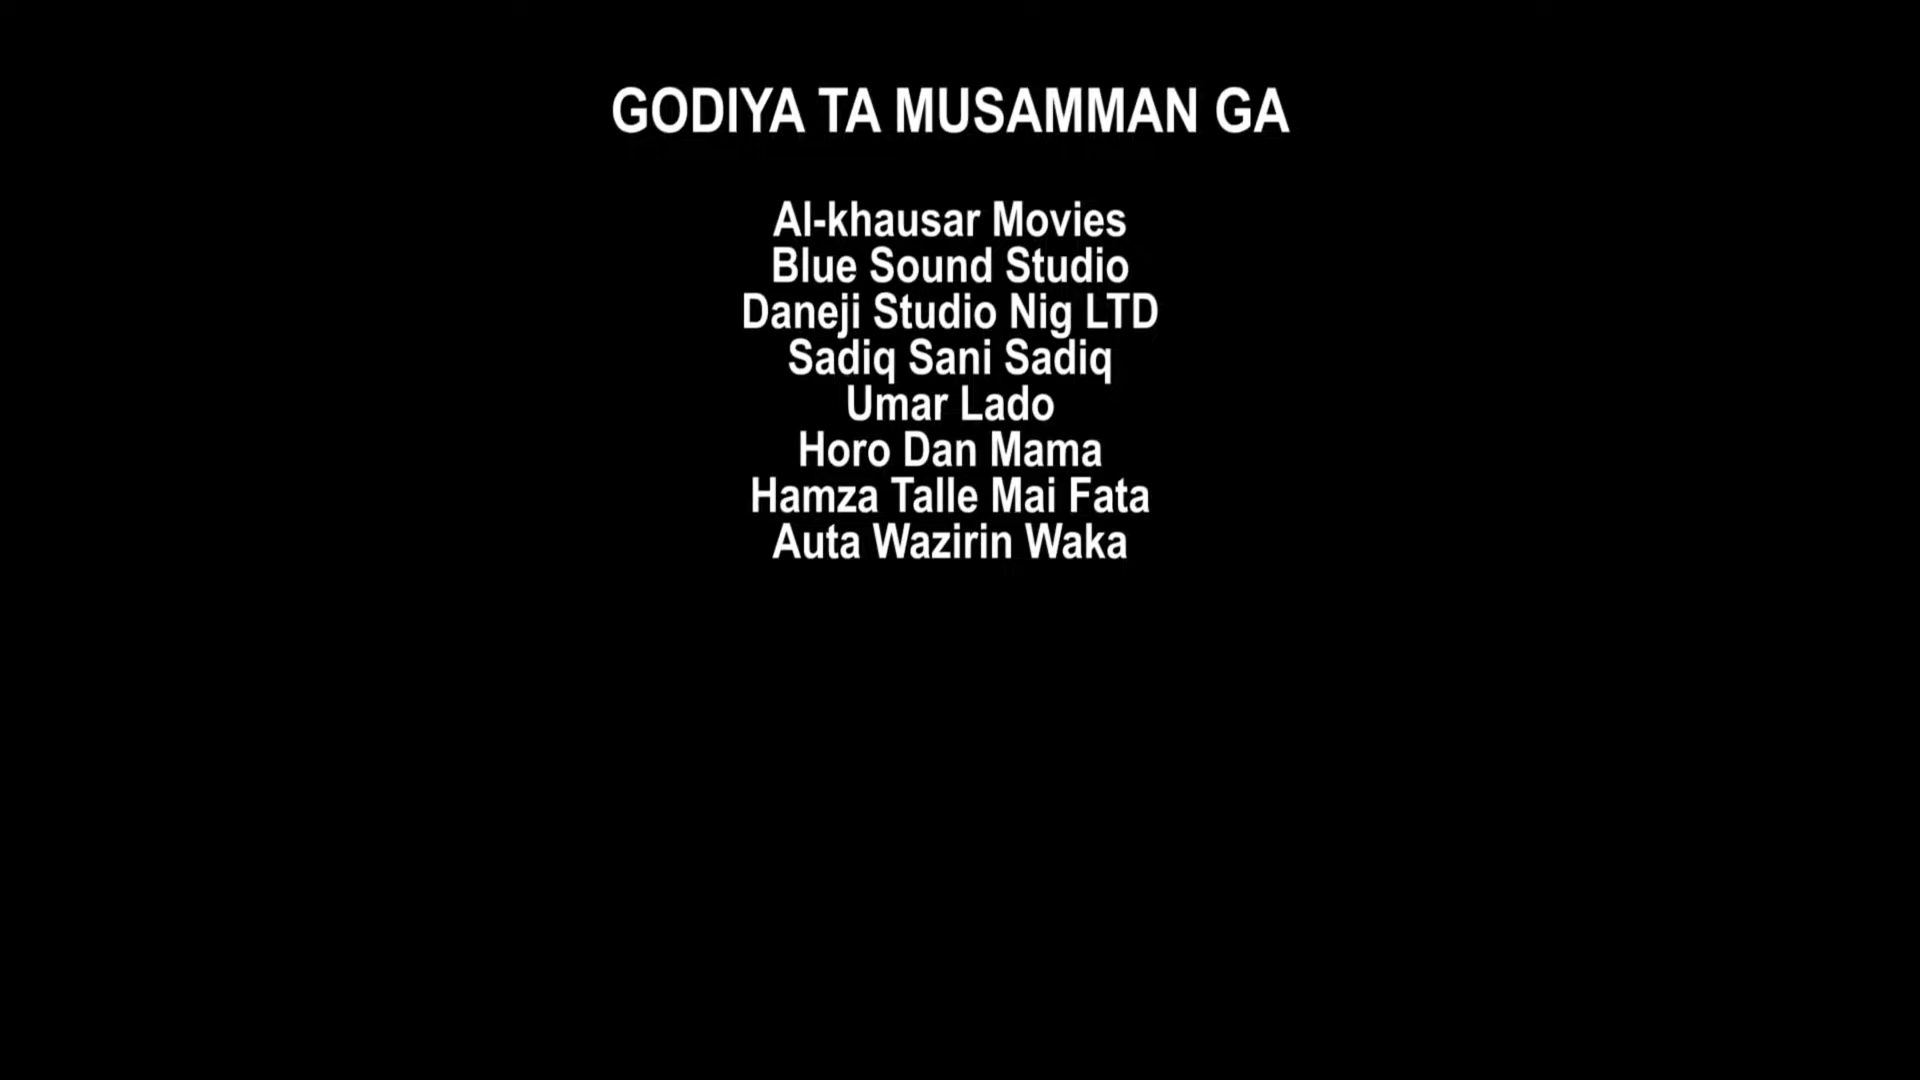 GODIYA TA MUSAMMAN GA
Al-khausar Movies
Blue Sound Studio
Daneji Studio Nig LTD
Sadiq Sani Sadiq
Umar Lado
Horo Dan Mama
Hamza Talle Mai Fata
Auta Wazirin Waka